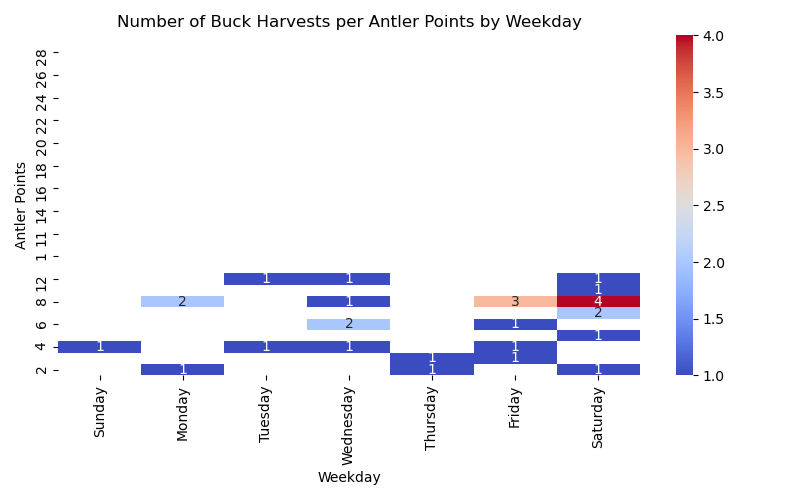 Number of Buck Harvests per Antler Points by Weekday
Antler Points
28
26
24
22
20
18
16
14
11
1
12
8
6
4
2
1 1 1
1
2 1 3 4
2
2 1
1
1 1 1 1
1 1
1 1 1
Sunday
Monday
Tuesday
Wednesday
Thursday
Friday
Saturday
Weekday
4.0
3.5
3.0
2.5
2.0
1.5
1.0